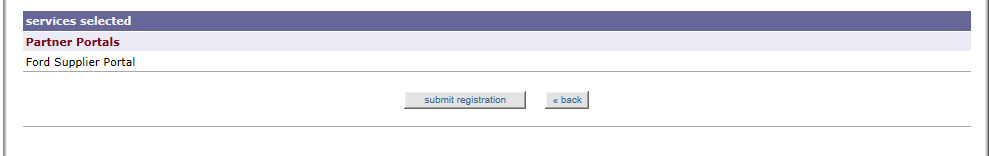 services selected
Partner Portals
Ford Supplier Portal
submit registration « back